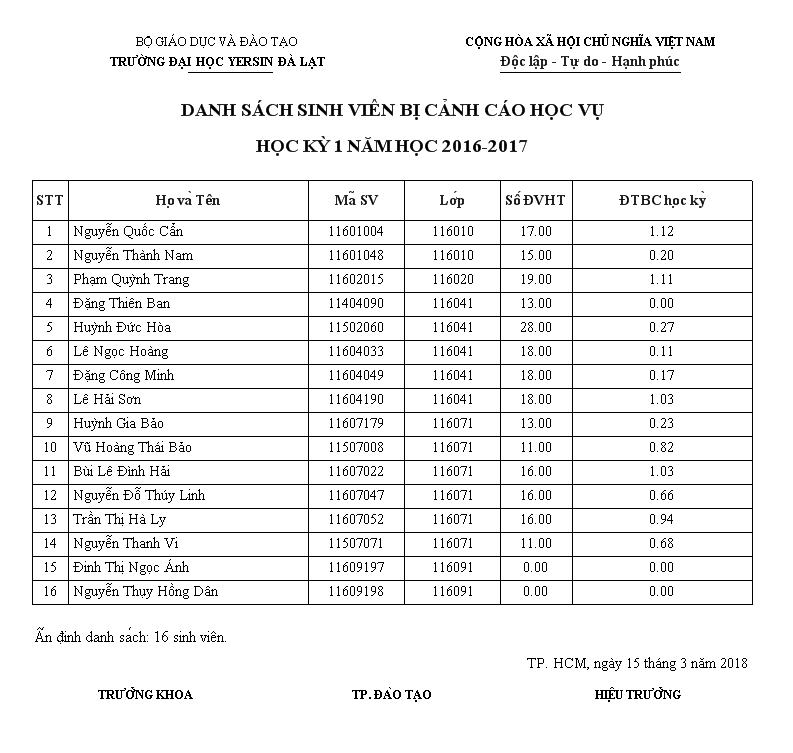 BỘ GIÁO DỤC VÀ ĐÀO TẠO
TRƯỜNG ĐẠI HỌC YERSIN ĐÀ LẠT
CỘNG HÒA XÃ HỘI CHỦ NGHĨA VIỆT NAM
Độc lập - Tự do - Hạnh phúc
DANH SÁCH SINH VIÊN BỊ CẢNH CÁO HỌC VỤ
HỌC KỲ 1 NĂM HỌC 2016-2017
STT Họ và Tên Mã SV Lớp Số ĐVHT ĐTBC học kỳ
1 Nguyễn Quốc Cẩn 11601004 116010 17.00 1.12
2 Nguyễn Thành Nam 11601048 116010 15.00 0.20
3 Phạm Quỳnh Trang 11602015 116020 19.00 1.11
4 Đặng Thiên Ban 11404090 116041 13.00 0.00
5 Huỳnh Đức Hòa 11502060 116041 28.00 0.27
6 Lê Ngọc Hoàng 11604033 116041 18.00 0.11
7 Đặng Công Minh 11604049 116041 18.00 0.17
8 Lê Hải Sơn 11604190 116041 18.00 1.03
9 Huỳnh Gia Bảo 11607179 116071 13.00 0.23
10 Vũ Hoàng Thái Bảo 11507008 116071 11.00 0.82
11 Bùi Lê Đình Hải 11607022 116071 16.00 1.03
12 Nguyễn Đỗ Thúy Linh 11607047 116071 16.00 0.66
13 Trần Thị Hà Ly 11607052 116071 16.00 0.94
14 Nguyễn Thanh Vi 11507071 116071 11.00 0.68
15 Đinh Thị Ngọc Ánh 11609197 116091 0.00 0.00
16 Nguyễn Thụy Hồng Dân 11609198 116091 0.00 0.00
Ấn định danh sách: 16 sinh viên.
TP. HCM, ngày 15 tháng 3 năm 2018
TRƯỞNG KHOA TP. ĐÀO TẠO HIỆU TRƯỞNG